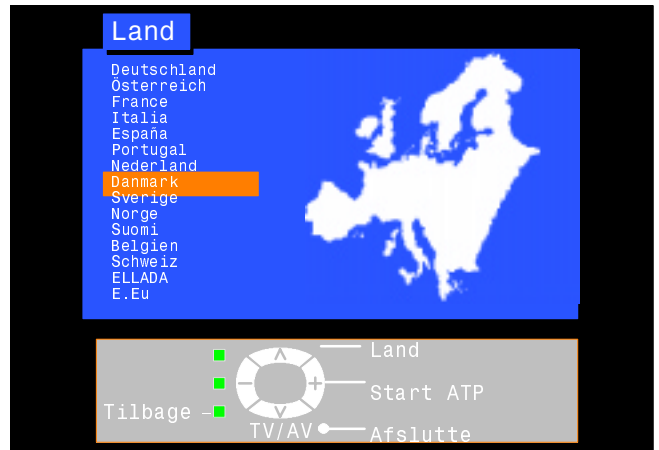 Land
Deutschland
Österreich
France
Italia
España
Portugal
Nederland
Danmark
Sverige
Norge
Suomi
Belgien
Schweiz
ELLADA
E.Eu
Land
Start ATP
Tilbage
TV/AV
Afslutte